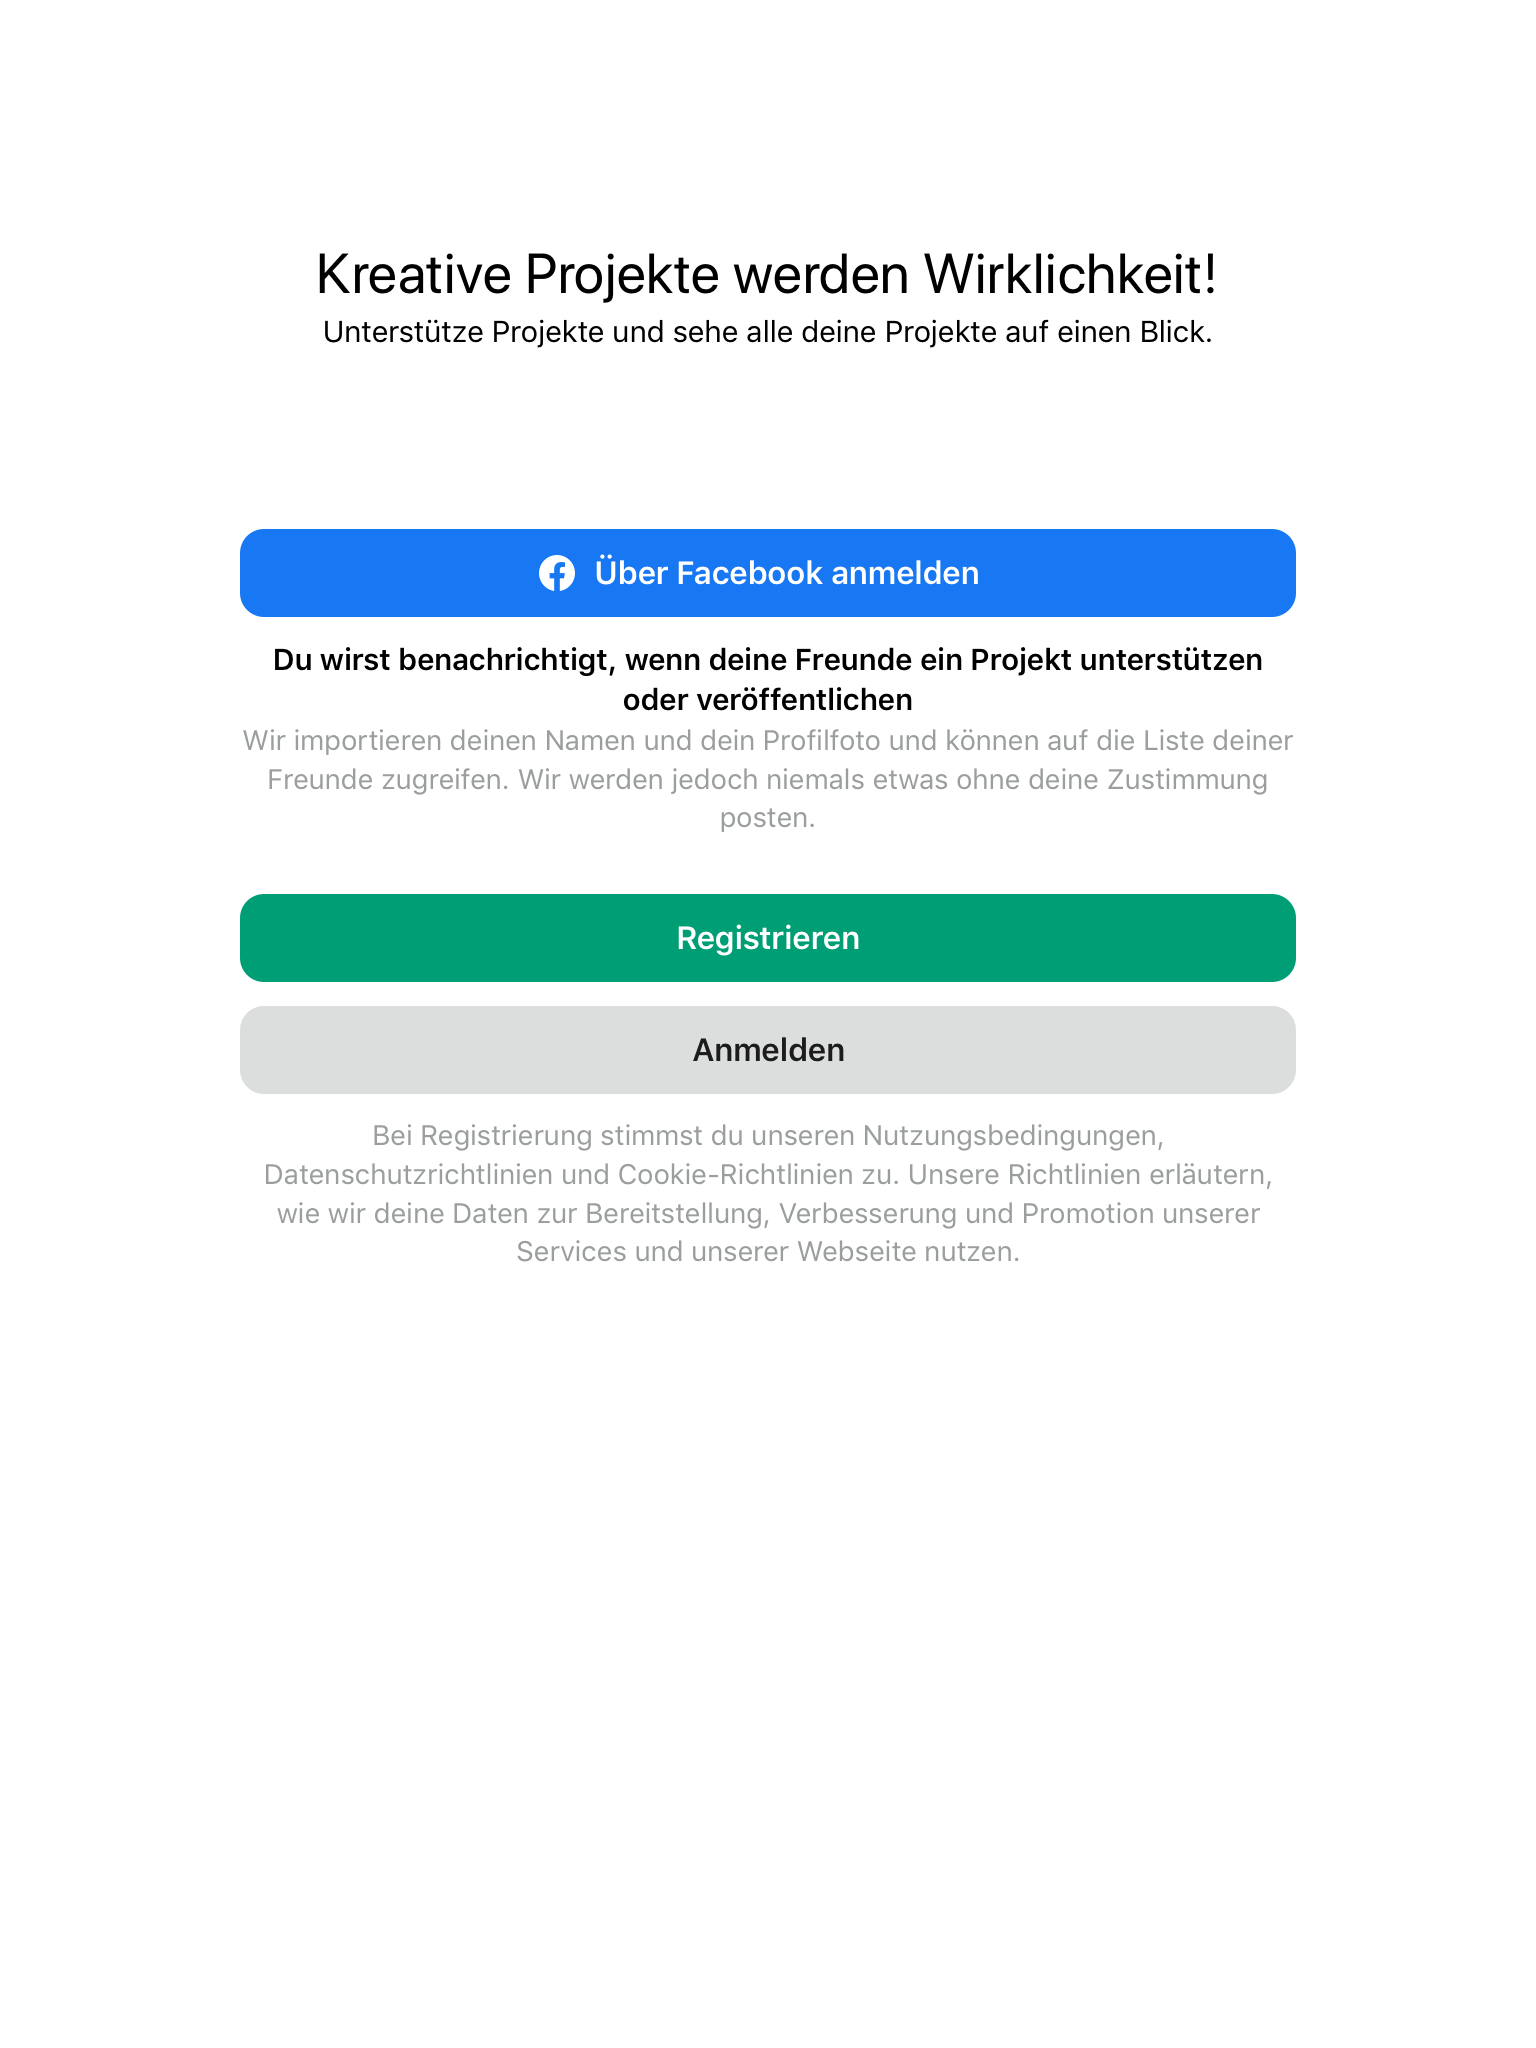 Kreative Projekte werden Wirklichkeit!
Unterstütze Projekte und sehe alle deine Projekte auf einen Blick.
Über Facebook anmelden
Du wirst benachrichtigt, wenn deine Freunde ein Projekt unterstützen
oder veröffentlichen
Wir importieren deinen Namen und dein Profilfoto und können auf die Liste deiner
Freunde zugreifen. Wir werden jedoch niemals etwas ohne deine Zustimmung
posten.
Registrieren
Anmelden
Bei Registrierung stimmst du unseren Nutzungsbedingungen,
Datenschutzrichtlinien und Cookie-Richtlinien zu. Unsere Richtlinien erläutern,
wie wir deine Daten zur Bereitstellung, Verbesserung und Promotion unserer
Services und unserer Webseite nutzen.